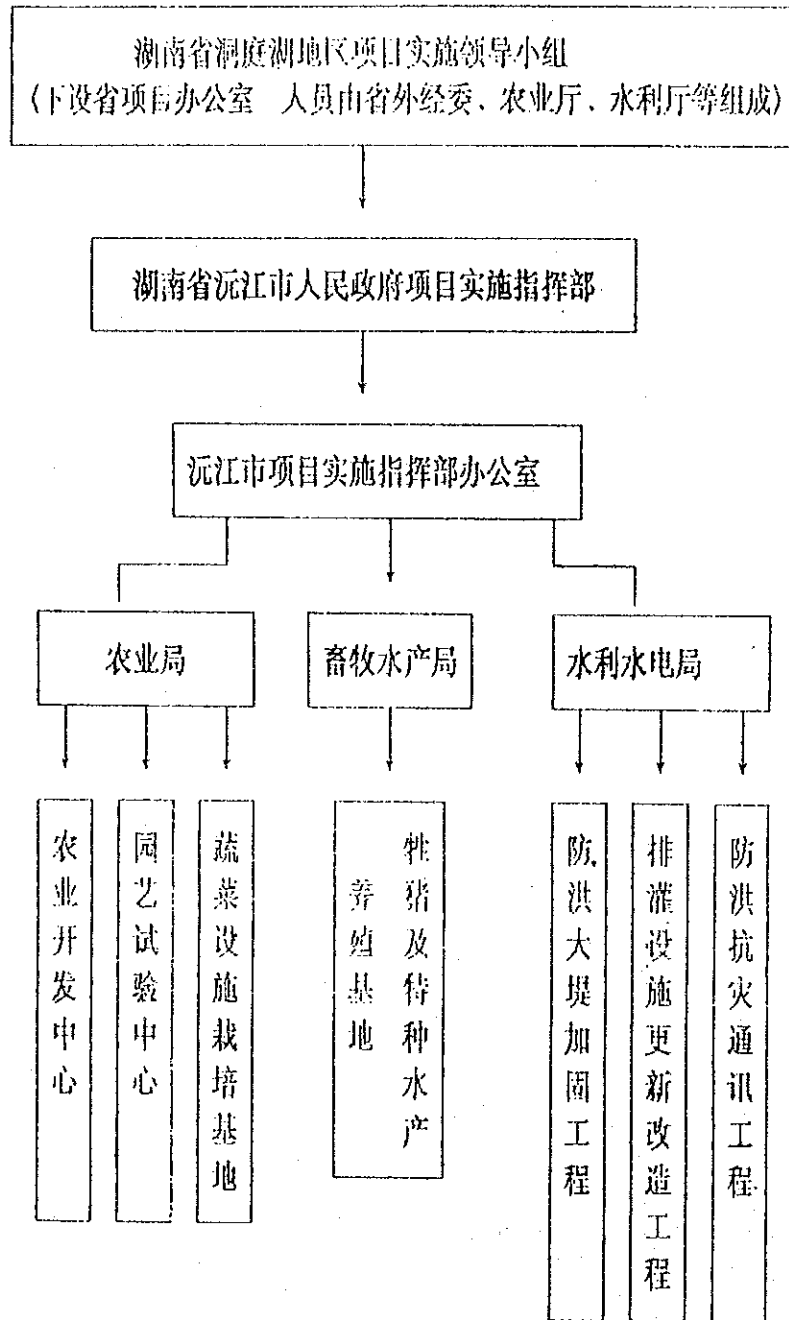 湖南省洞庭湖地区项目实施领导小组
(下设省项目办公室 人员由省外经委、农业厅、水利厅等组成)
湖南省沅江市人民政府项目实施指挥部
沅江市项目实施指挥部办公室
农业局
畜牧水产局
水利水电局
农业开发中心
园艺试验中心
蔬菜设施栽培基地
牲猪及特种水产
养殖基地
防洪大堤加固工程
排灌设施更新改造工程
防洪抗灾通讯工程